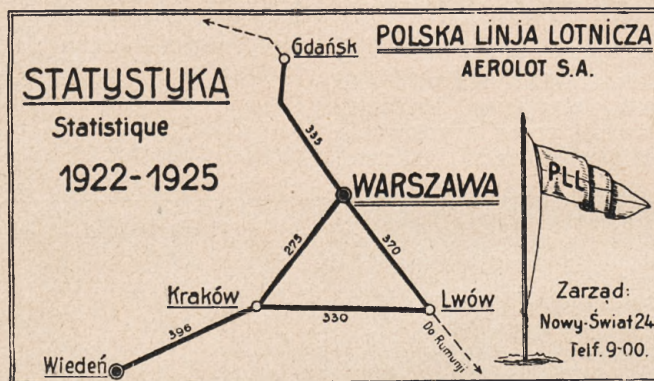 STATYSTYKA
Statistique
1922-1925
POLSKA LINJA LOTNICZA
AEROLOT S.A.
Gdańsk
335
WARSZAWA
275
370
Kraków
330
Lwów
396
Wiedeń
Do Rumunji
PLL
Zarząd:
Nowy-Świat 24
Telf. 9-00.